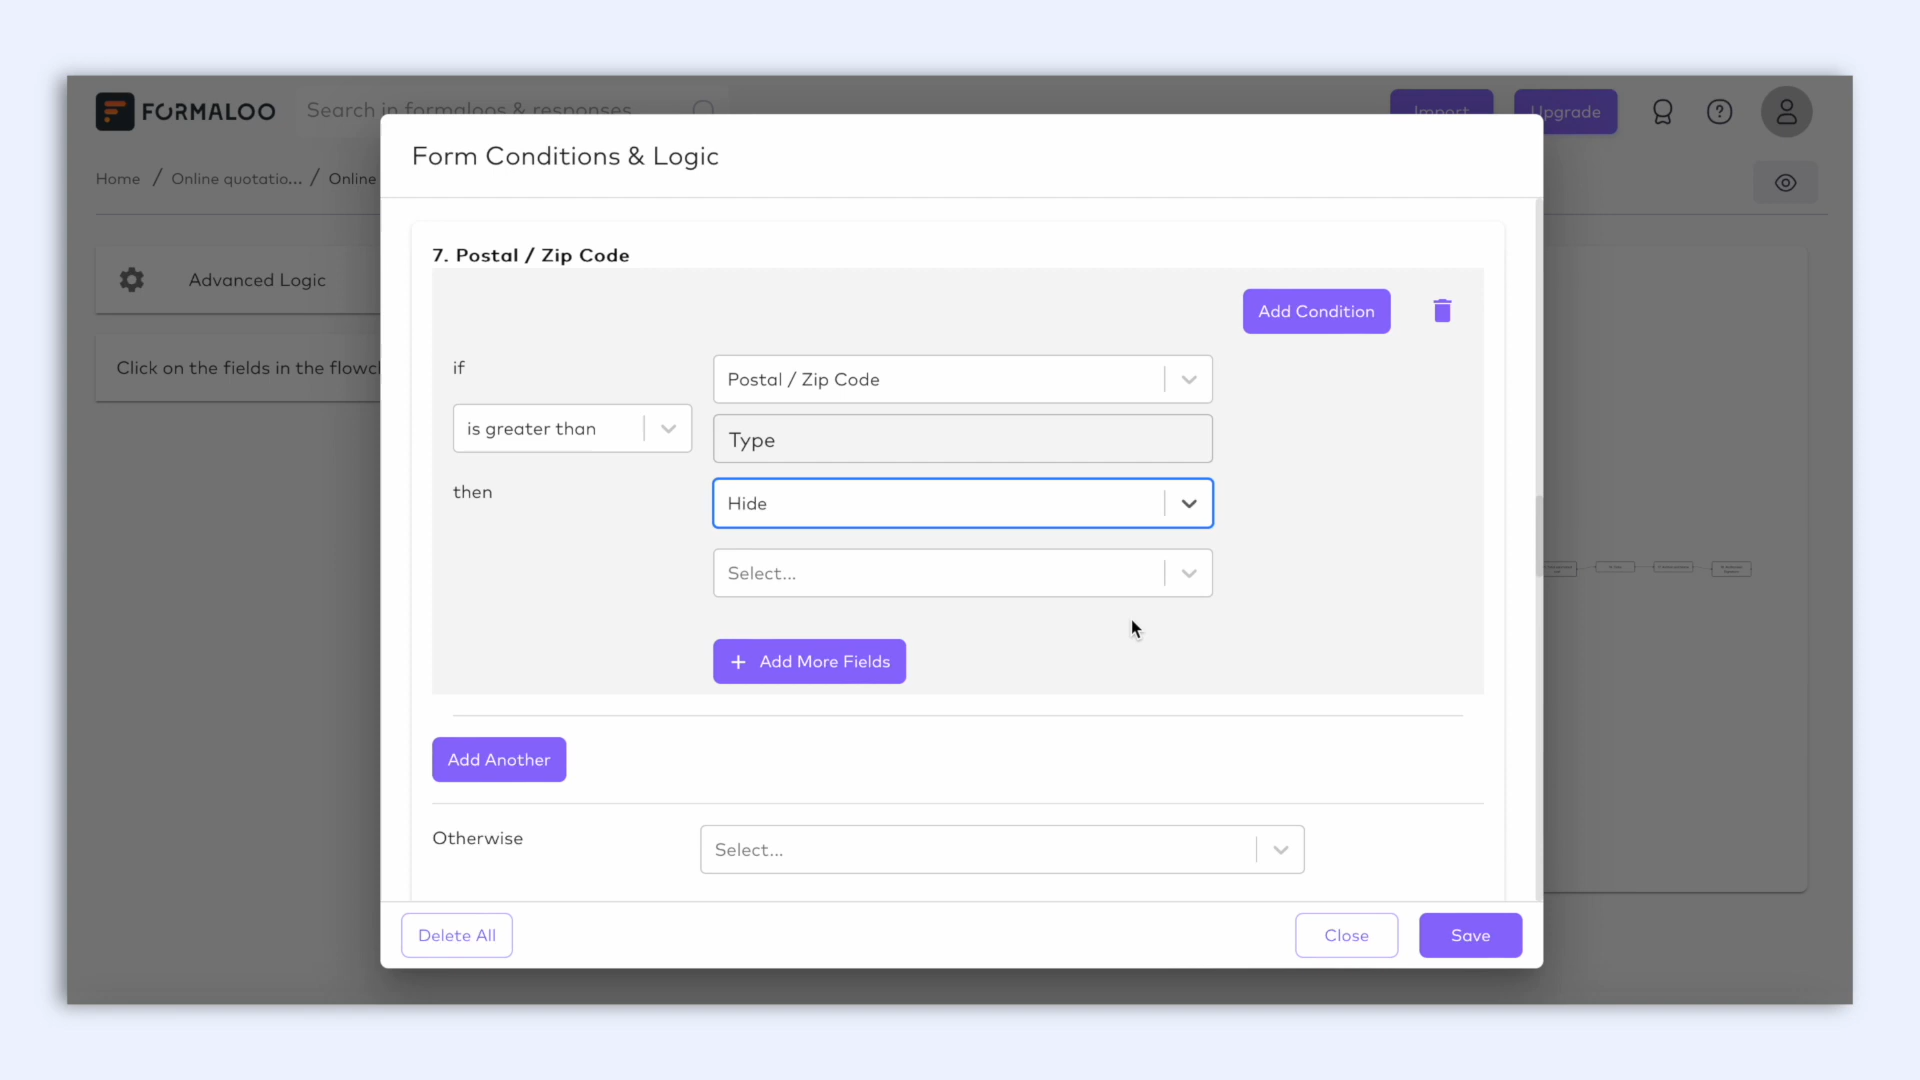 FORMALOO
Search in formaloos & responses
Import
Upgrade
Home / Online quotatio... / Online
Advanced Logic
Click on the fields in the flowcl
Form Conditions & Logic
7. Postal / Zip Code
Add Condition
if
Postal / Zip Code
is greater than
Type
then
Hide
Select...
+ Add More Fields
Add Another
Otherwise
Select...
Delete All
Close
Save